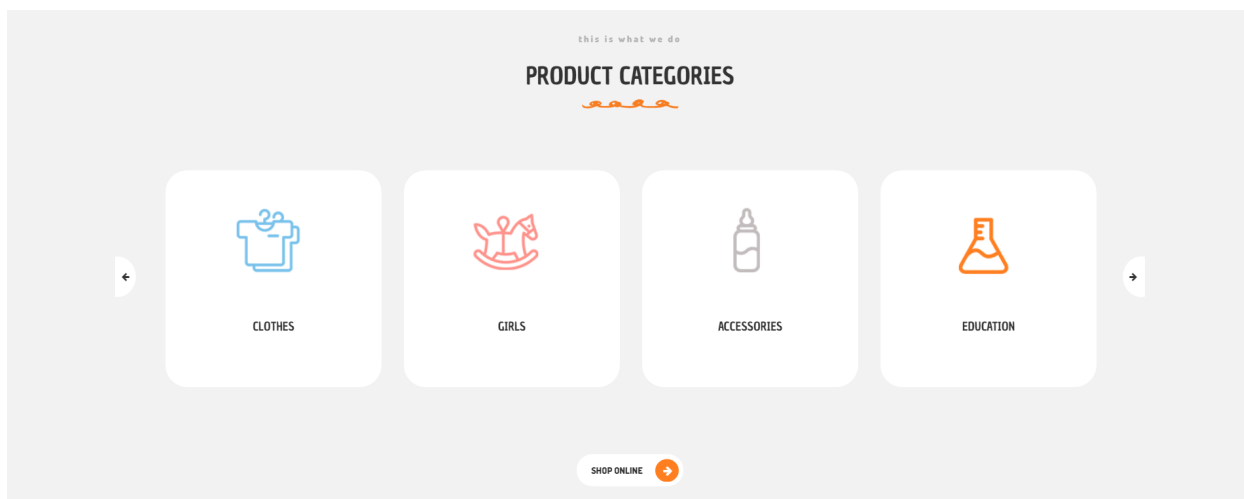 this is what we do
PRODUCT CATEGORIES
CLOTHES
GIRLS
ACCESSORIES
EDUCATION
SHOP ONLINE